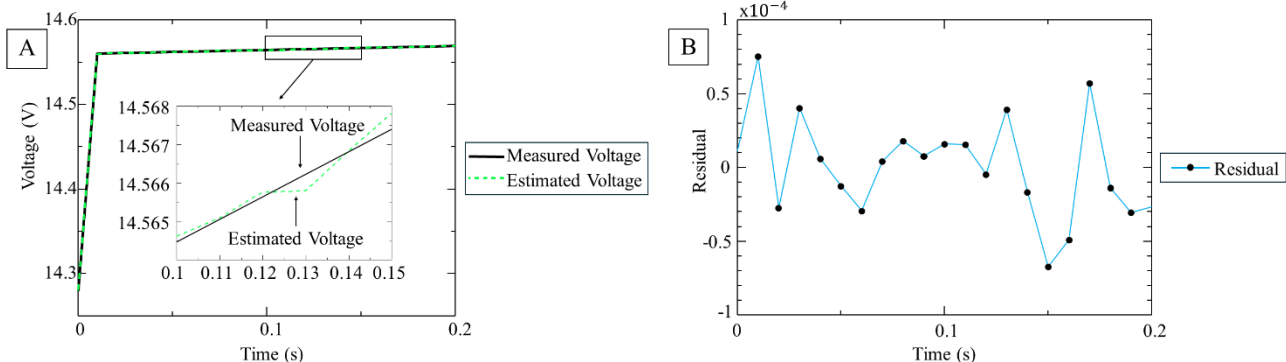 A
14.6
14.5
14.4
14.3
Voltage (V)
0
0.1
0.2
Time (s)
14.568
14.567
14.566
14.565
0.1
0.11
0.12
0.13
0.14
0.15
Measured Voltage
Estimated Voltage
Measured Voltage
Estimated Voltage
B
x10⁻⁴
1
0.5
0
-0.5
-1
Residual
0
0.1
0.2
Time (s)
Residual